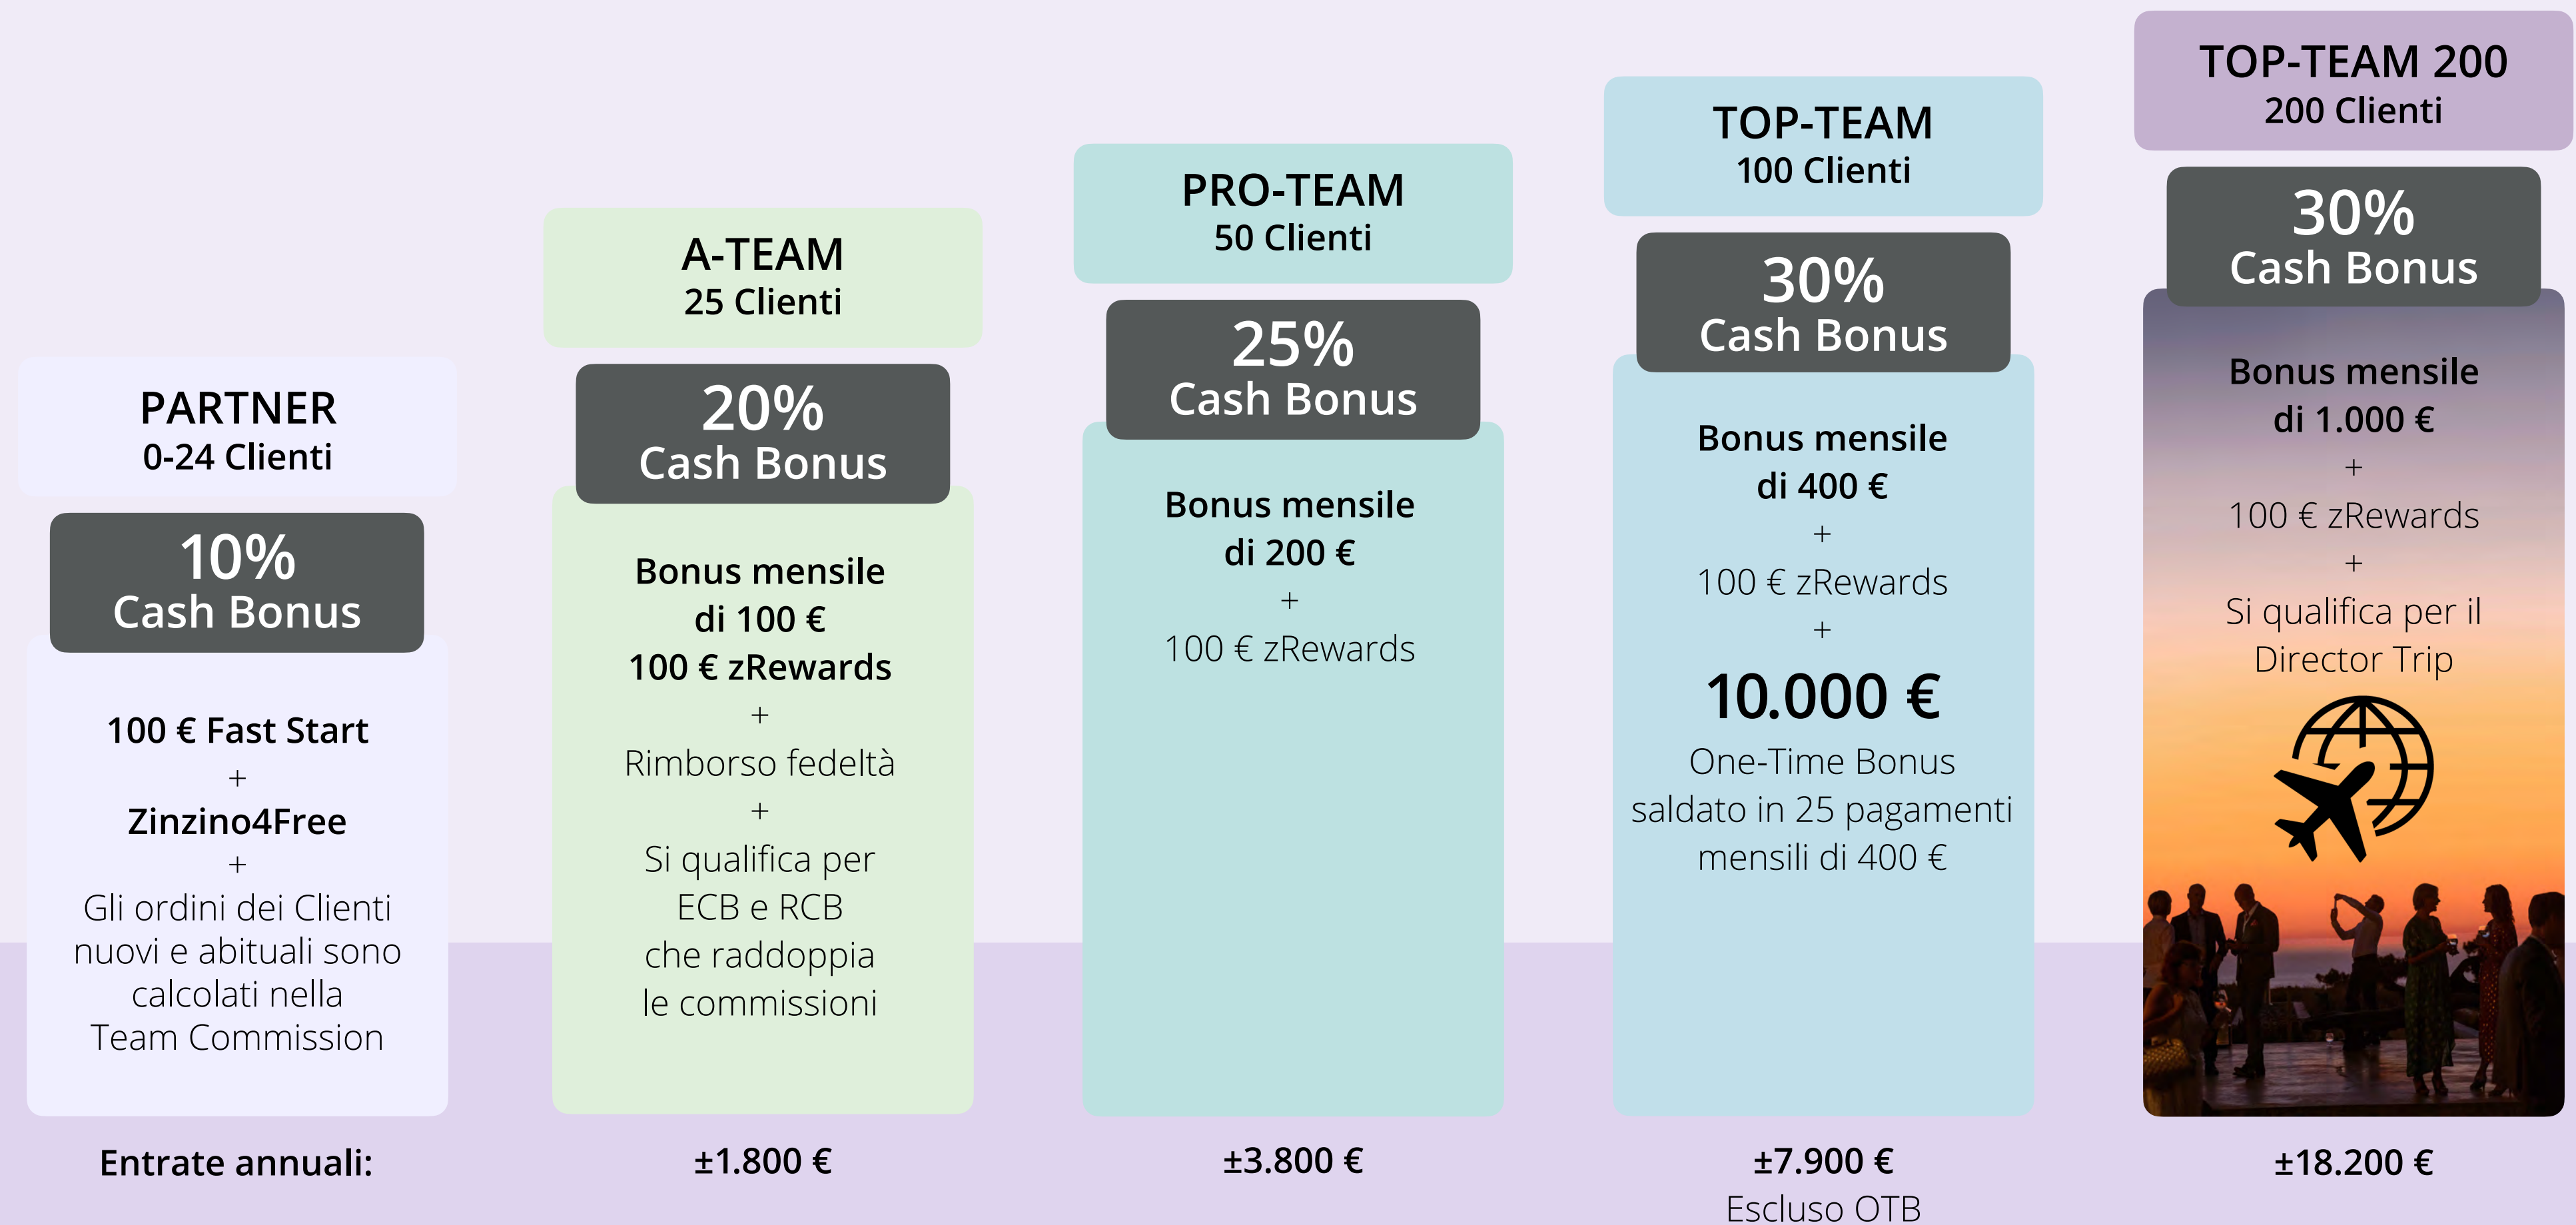 PARTNER
0-24 Clienti
10%
Cash Bonus
100 € Fast Start
+
Zinzino4Free
+
Gli ordini dei Clienti
nuovi e abituali sono
calcolati nella
Team Commission
Entrate annuali:
A-TEAM
25 Clienti
20%
Cash Bonus
Bonus mensile
di 100 €
100 € zRewards
+
Rimborso fedeltà
+
Si qualifica per
ECB e RCB
che raddoppia
le commissioni
±1.800 €
PRO-TEAM
50 Clienti
25%
Cash Bonus
Bonus mensile
di 200 €
+
100 € zRewards
±3.800 €
TOP-TEAM
100 Clienti
30%
Cash Bonus
Bonus mensile
di 400 €
+
100 € zRewards
+
10.000 €
One-Time Bonus
saldato in 25 pagamenti
mensili di 400 €
±7.900 €
Escluso OTB
TOP-TEAM 200
200 Clienti
30%
Cash Bonus
Bonus mensile
di 1.000 €
+
100 € zRewards
+
Si qualifica per il
Director Trip
±18.200 €